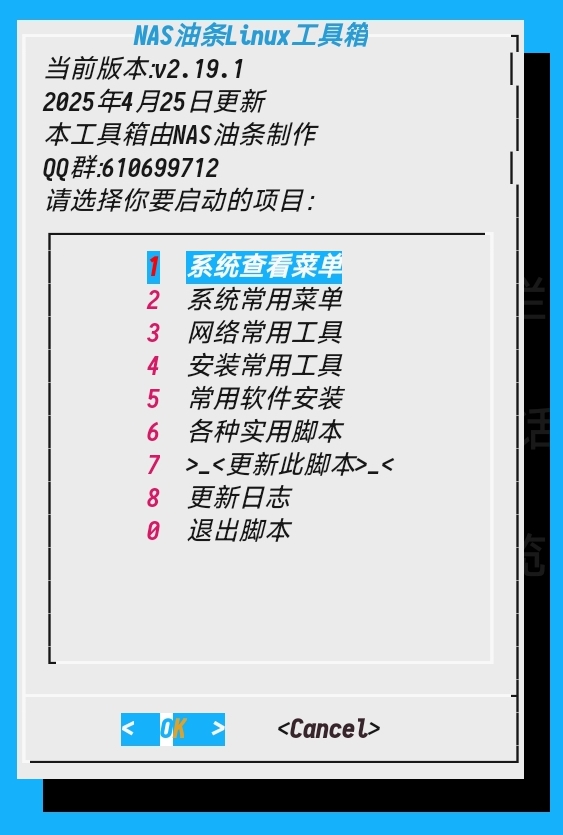 NAS油条Linux工具箱
当前版本:v2.19.1
2025年4月25日更新
本工具箱由NAS油条制作
QQ群:610699712
请选择你要启动的项目:
1 系统查看菜单
2 系统常用菜单
3 网络常用工具
4 安装常用工具
5 常用软件安装
6 各种实用脚本
7 >_<更新此脚本>_<
8 更新日志
0 退出脚本
< OK > <Cancel>